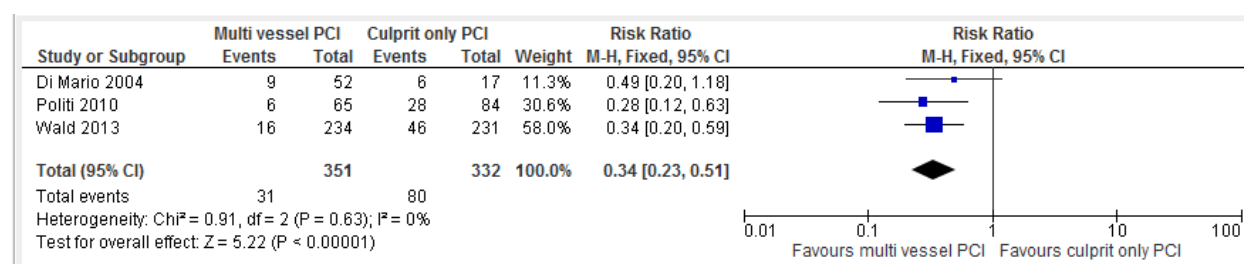 Multi vessel PCI Culprit only PCI Risk Ratio Risk Ratio
Study or Subgroup Events Total Events Total Weight M-H, Fixed, 95% CI M-H, Fixed, 95% CI
Di Mario 2004 9 52 6 17 11.3% 0.49 [0.20, 1.18]
Politi 2010 6 65 28 84 30.6% 0.28 [0.12, 0.63]
Wald 2013 16 234 46 231 58.0% 0.34 [0.20, 0.59]
Total (95% CI) 351 332 100.0% 0.34 [0.23, 0.51]
Total events 31 80
Heterogeneity: Chi² = 0.91, df = 2 (P = 0.63); I² = 0%
Test for overall effect: Z = 5.22 (P < 0.00001)
0.01 0.1 1 10 100
Favours multi vessel PCI Favours culprit only PCI